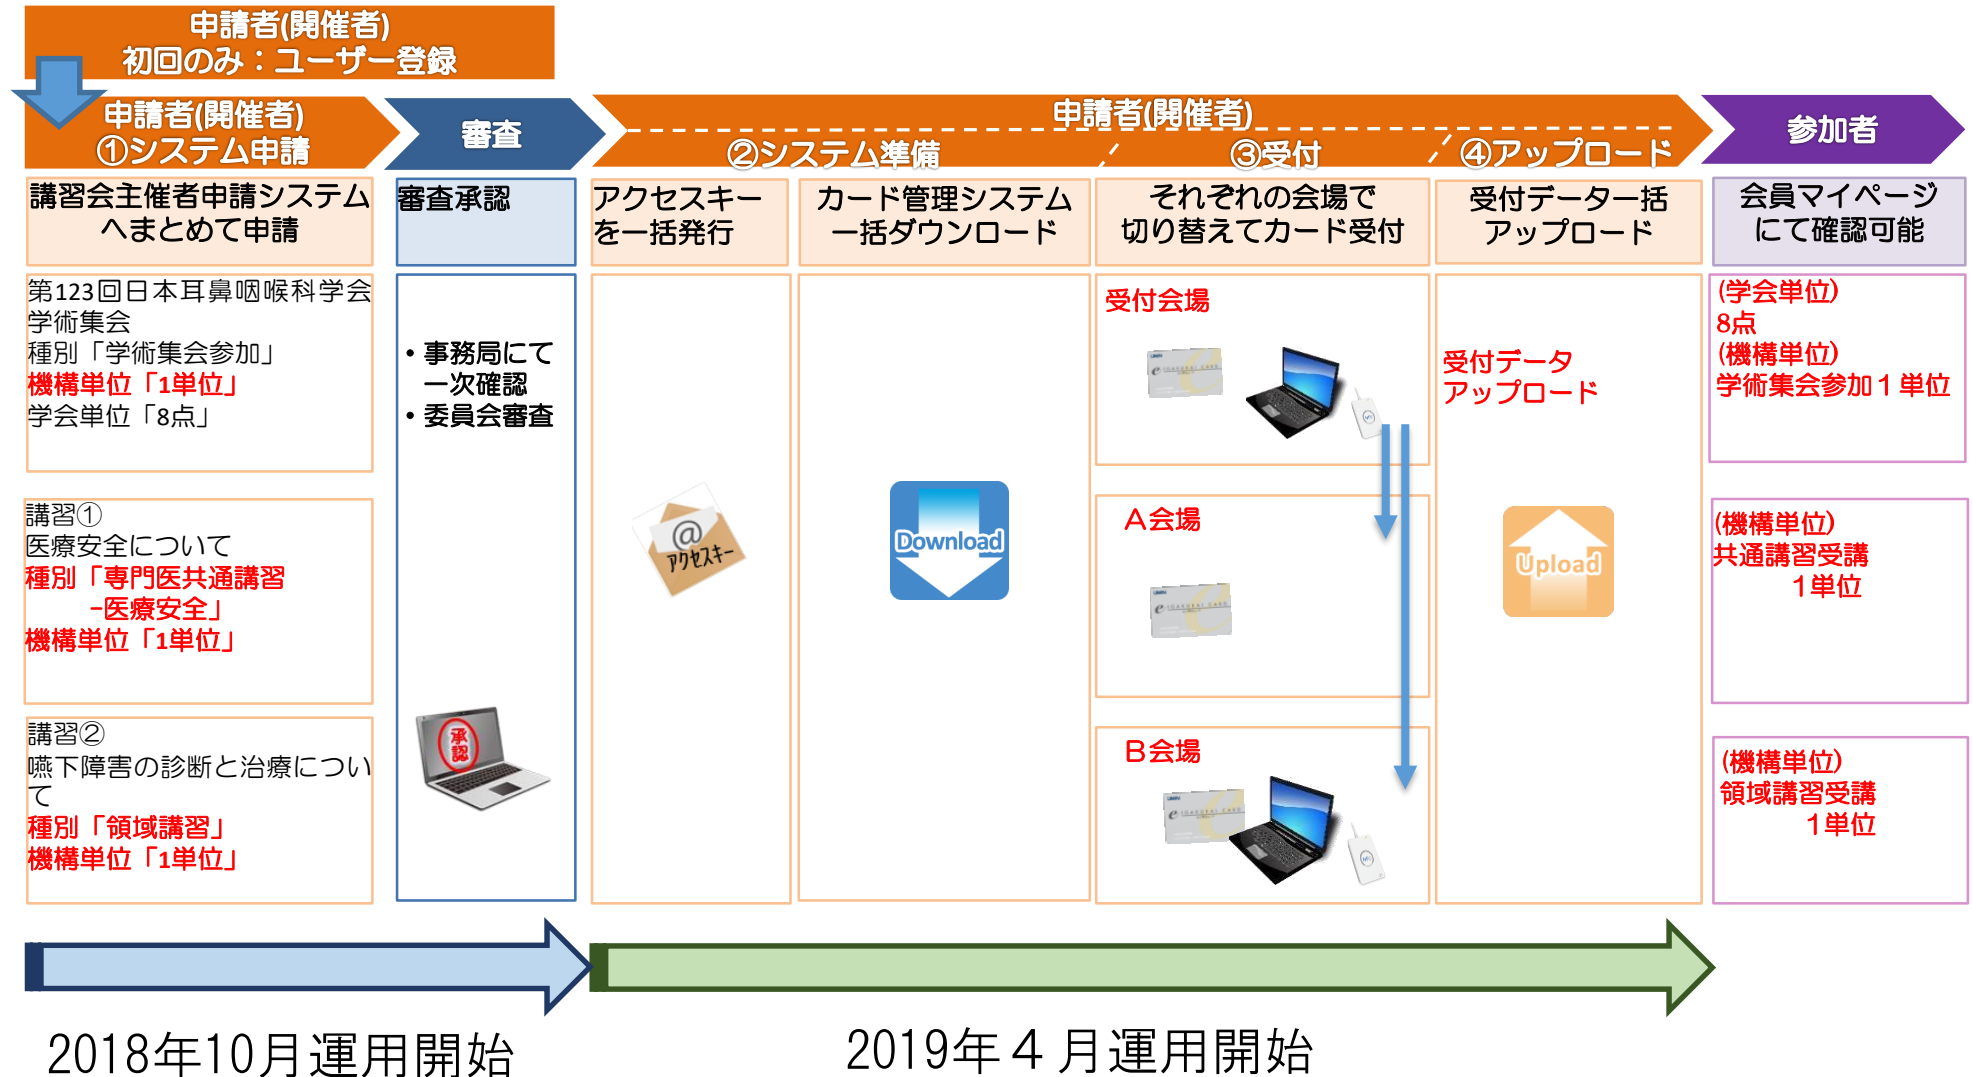 申請者(開催者)
初回のみ：ユーザー登録
申請者(開催者)
①システム申請
審査
申請者(開催者)
②システム準備
③受付
④アップロード
参加者
講習会主催者申請システム
へまとめて申請
審査承認
アクセスキー
を一括発行
カード管理システム
一括ダウンロード
それぞれの会場で
切り替えてカード受付
受付データ一括
アップロード
会員マイページ
にて確認可能
第123回日本耳鼻咽喉科学会
学術集会
種別「学術集会参加」
機構単位「1単位」
学会単位「8点」
講習①
医療安全について
種別「専門医共通講習
-医療安全」
機構単位「1単位」
講習②
嚥下障害の診断と治療につい
て
種別「領域講習」
機構単位「1単位」
・事務局にて
一次確認
・委員会審査
承
認
@
アクセスキー
Download
受付会場
e IGAKUKAI CARD
A会場
e IGAKUKAI CARD
B会場
e IGAKUKAI CARD
受付データ
アップロード
Upload
(学会単位)
8点
(機構単位)
学術集会参加１単位
(機構単位)
共通講習受講
１単位
(機構単位)
領域講習受講
１単位
2018年10月運用開始
2019年４月運用開始